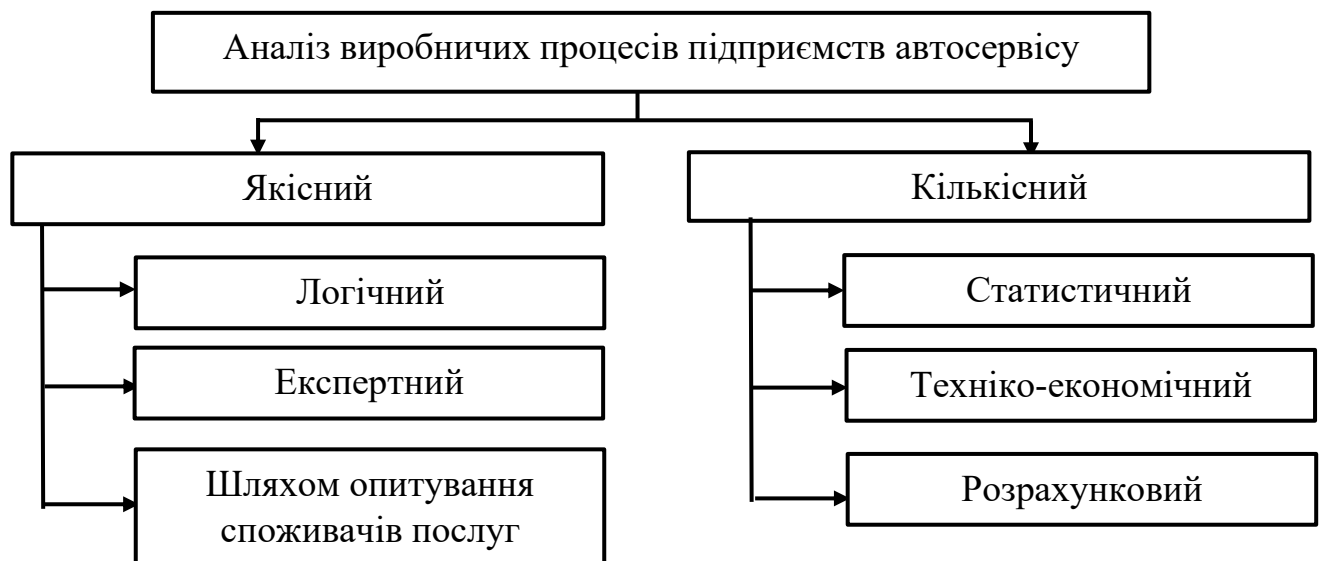 Аналіз виробничих процесів підприємств автосервісу
Якісний
Логічний
Експертний
Шляхом опитування
споживачів послуг
Кількісний
Статистичний
Техніко-економічний
Розрахунковий